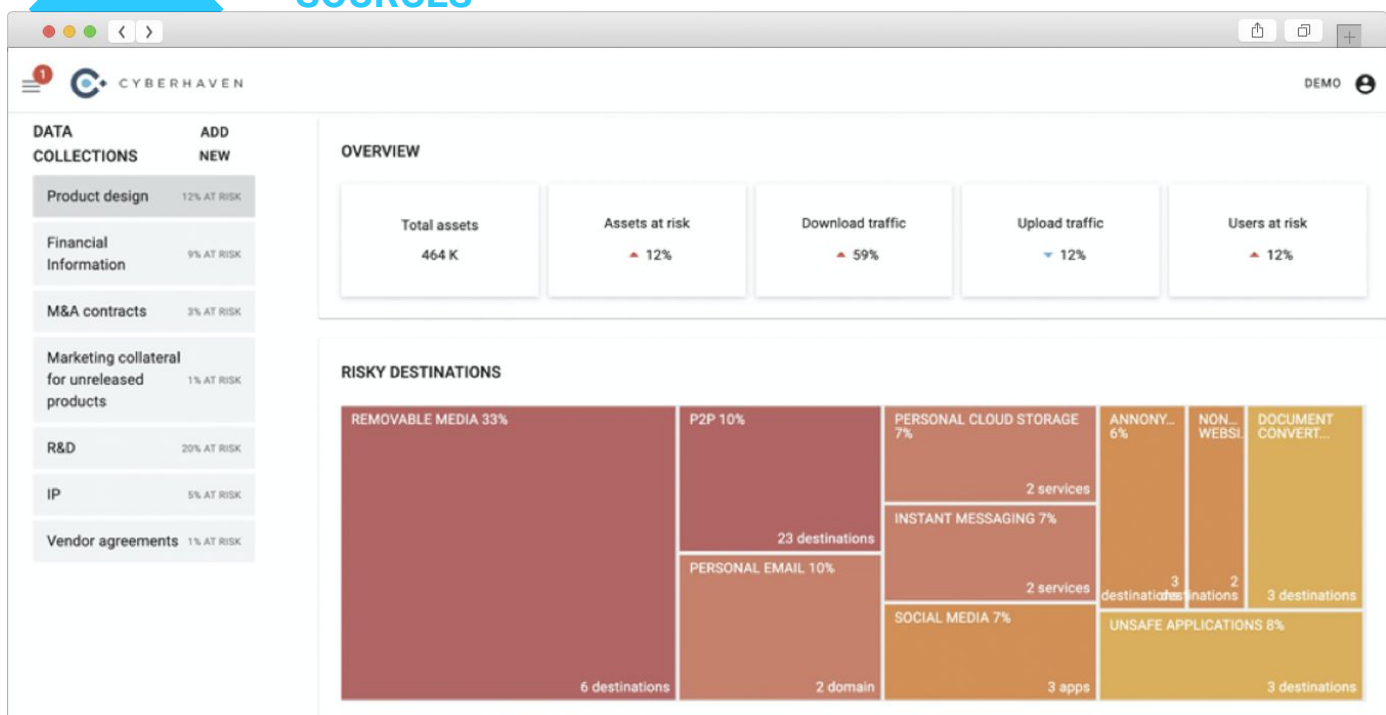 SOURCES
1
CYBERHAVEN
DEMO
DATA
COLLECTIONS
ADD
NEW
Product design 12% AT RISK
Financial
Information
9% AT RISK
M&A contracts 3% AT RISK
Marketing collateral
for unreleased
products
1% AT RISK
R&D 20% AT RISK
IP 5% AT RISK
Vendor agreements 1% AT RISK
OVERVIEW
Total assets
464 K
Assets at risk
12%
Download traffic
59%
Upload traffic
12%
Users at risk
12%
RISKY DESTINATIONS
REMOVABLE MEDIA 33%
6 destinations
P2P 10%
23 destinations
PERSONAL EMAIL 10%
2 domain
PERSONAL CLOUD STORAGE
7%
2 services
INSTANT MESSAGING 7%
2 services
SOCIAL MEDIA 7%
3 apps
ANNONY...
6%
3
destinations
NON...
WEBSI.
2
destinations
DOCUMENT
CONVERT...
3 destinations
UNSAFE APPLICATIONS 8%
3 destinations